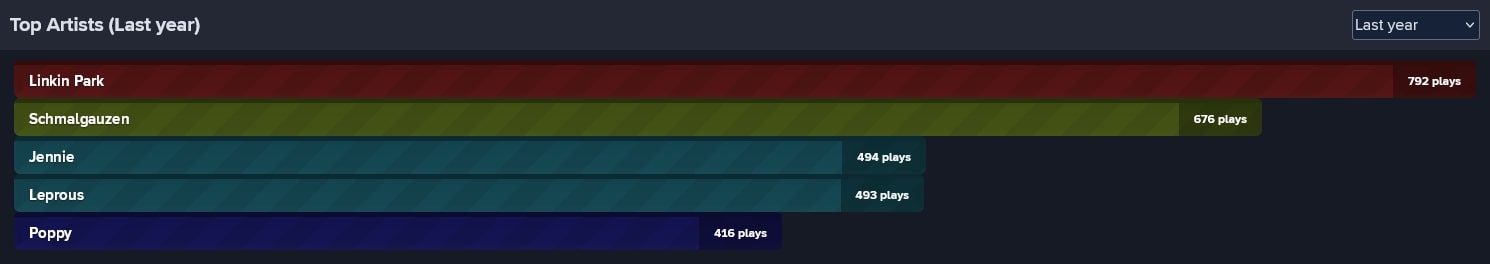 Top Artists (Last year)
Last year
Linkin Park
792 plays
Schmalgauzen
676 plays
Jennie
494 plays
Leprous
493 plays
Poppy
416 plays